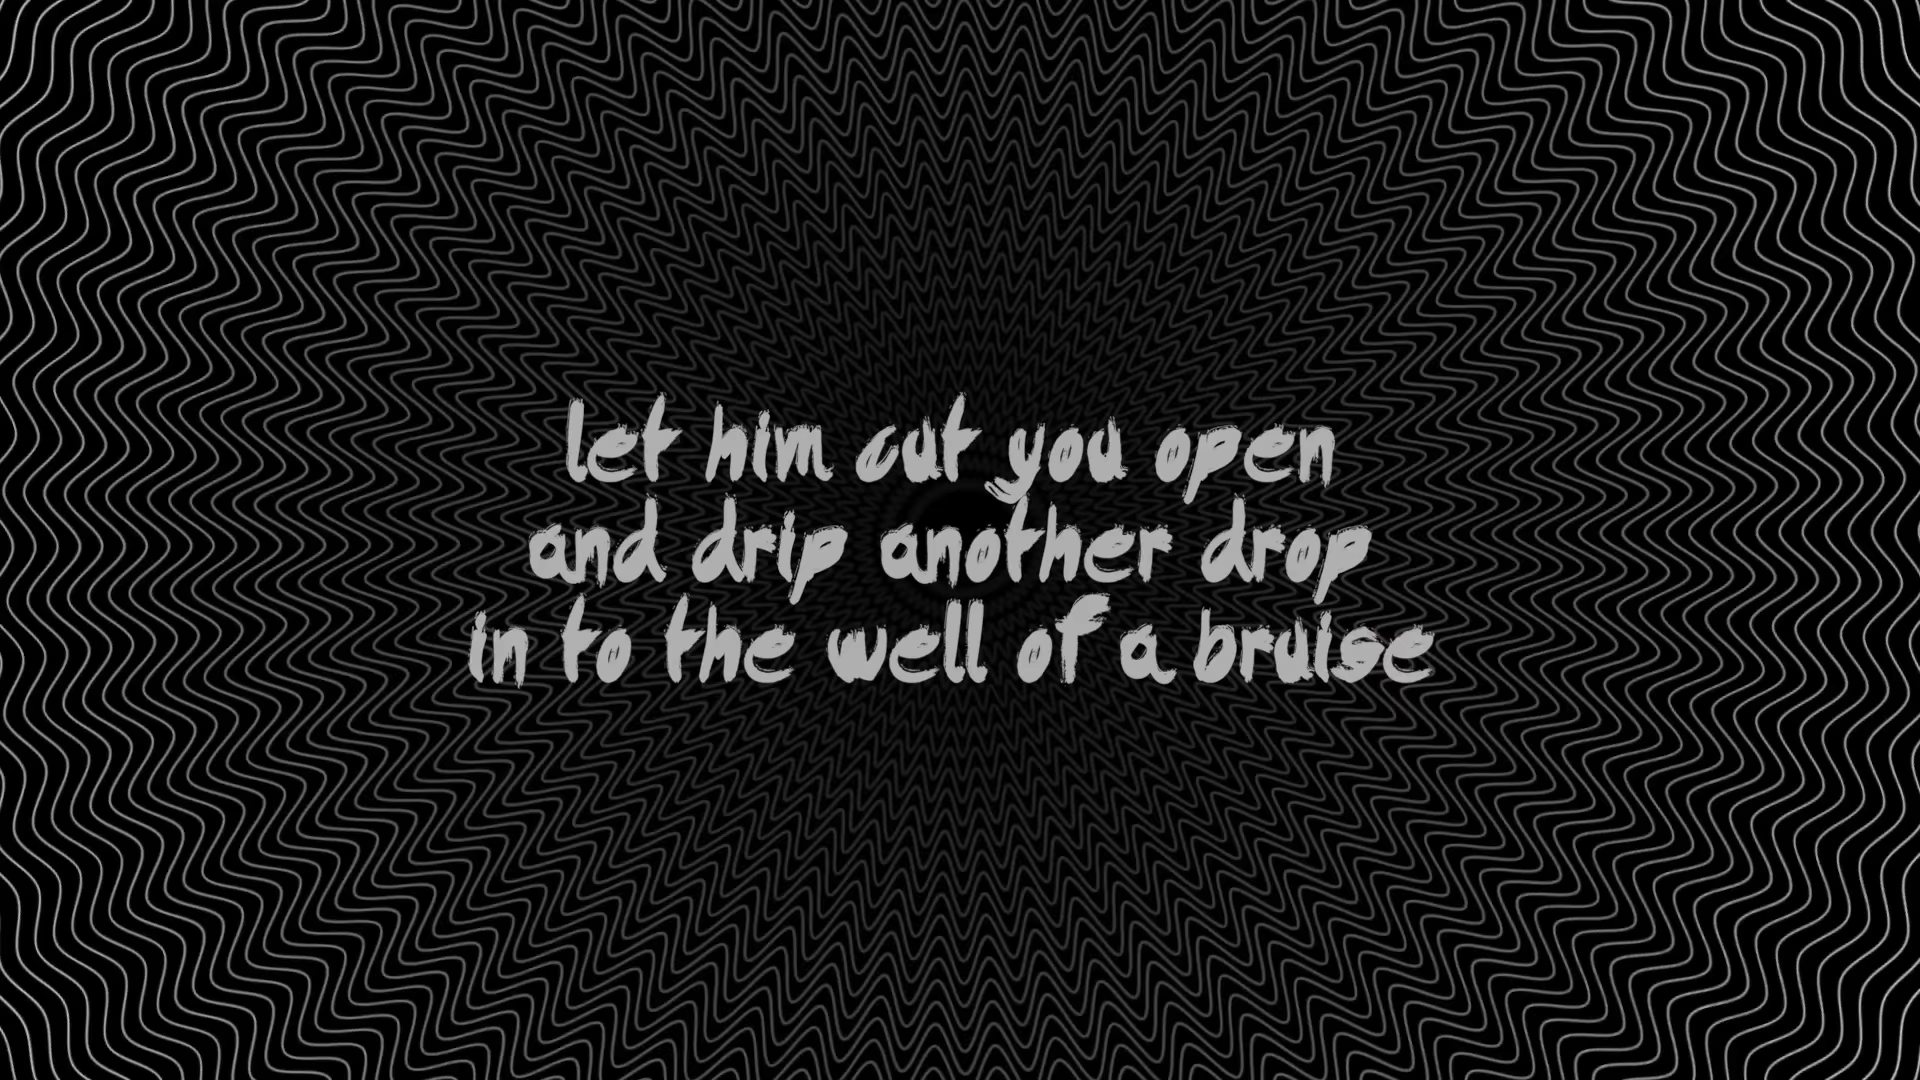 let him cut you open
and drip another drop
in to the well of a bruise